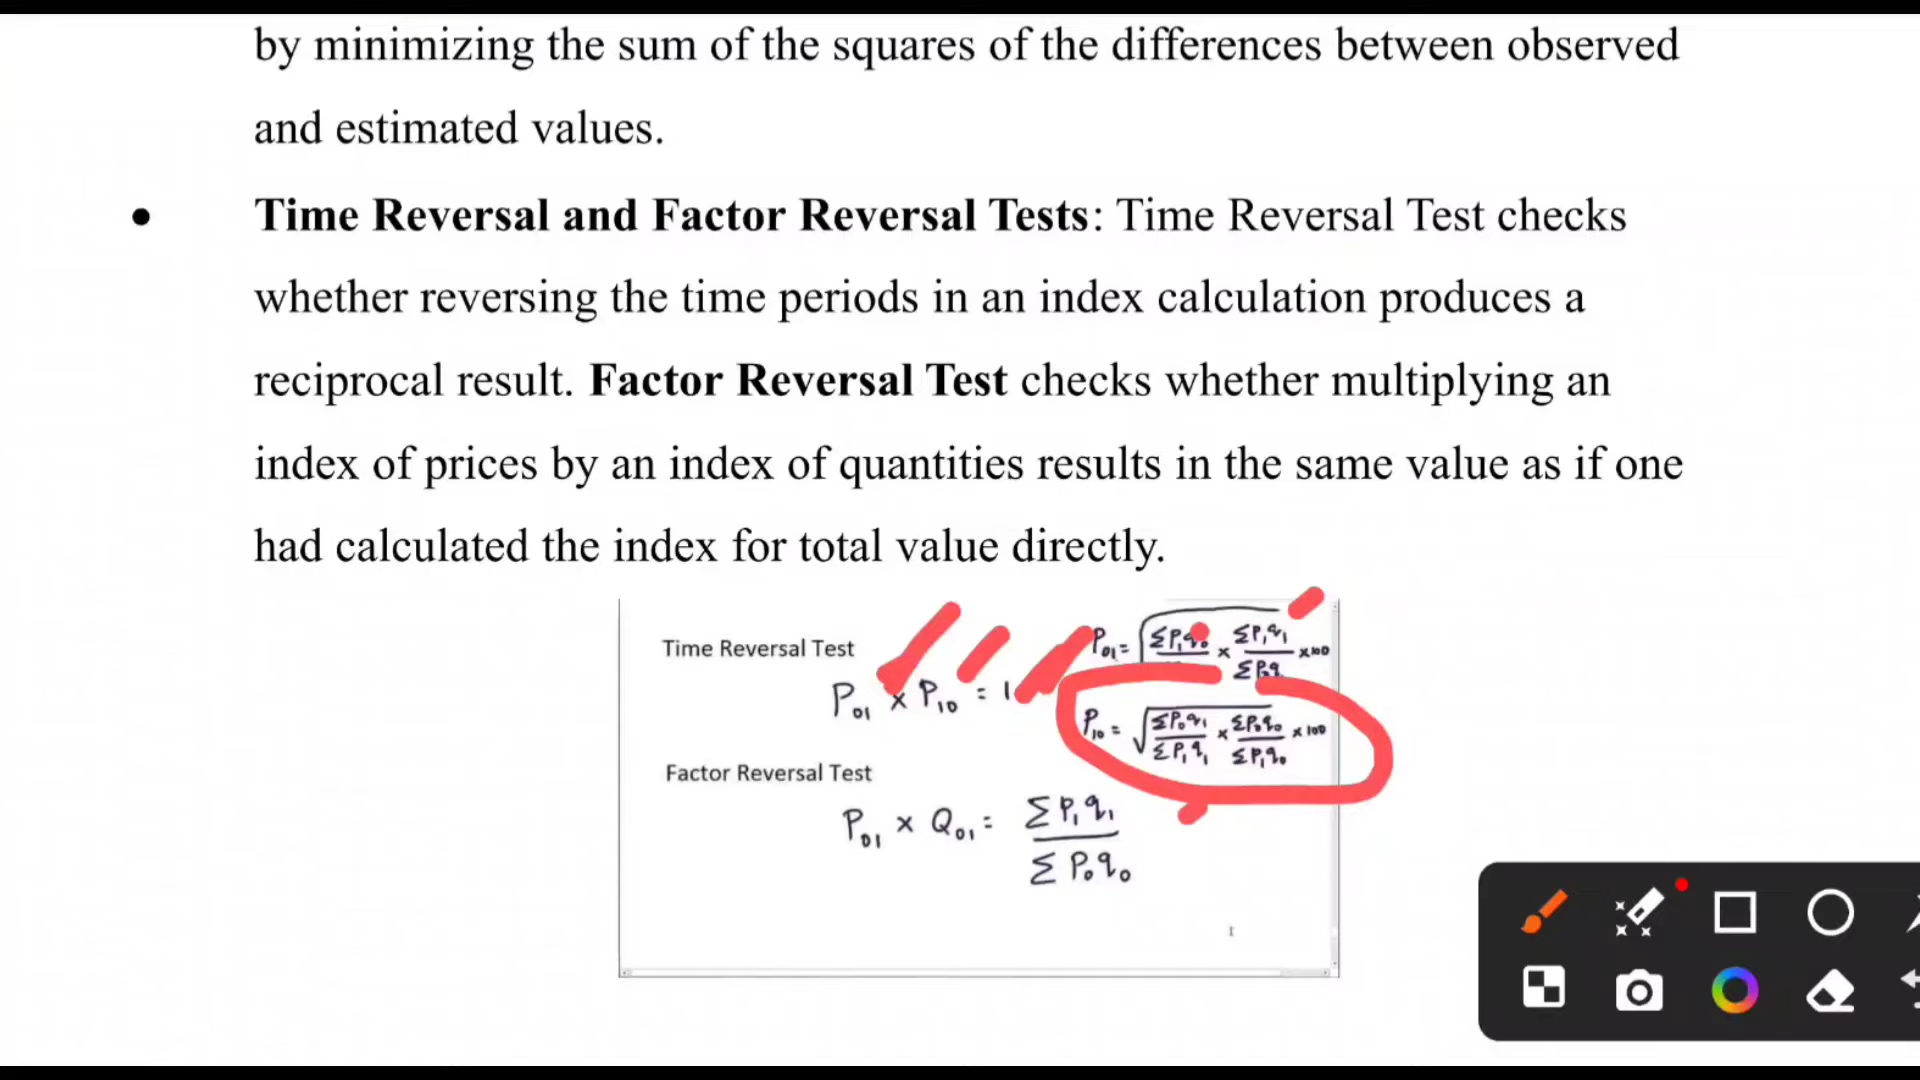 by minimizing the sum of the squares of the differences between observed
and estimated values.
• Time Reversal and Factor Reversal Tests: Time Reversal Test checks
whether reversing the time periods in an index calculation produces a
reciprocal result. Factor Reversal Test checks whether multiplying an
index of prices by an index of quantities results in the same value as if one
had calculated the index for total value directly.
Time Reversal Test
P₀₁ × P₁₀ = 1
P₀₁ = √ ΣP₁q₀ × ΣP₁q₁ / ΣP₀q × 100
P₁₀ = √ ΣP₀q₁ / ΣP₁q₁ × ΣP₀q₀ / ΣP₁q₀ × 100
Factor Reversal Test
P₀₁ × Q₀₁ = ΣP₁q₁ / ΣP₀q₀